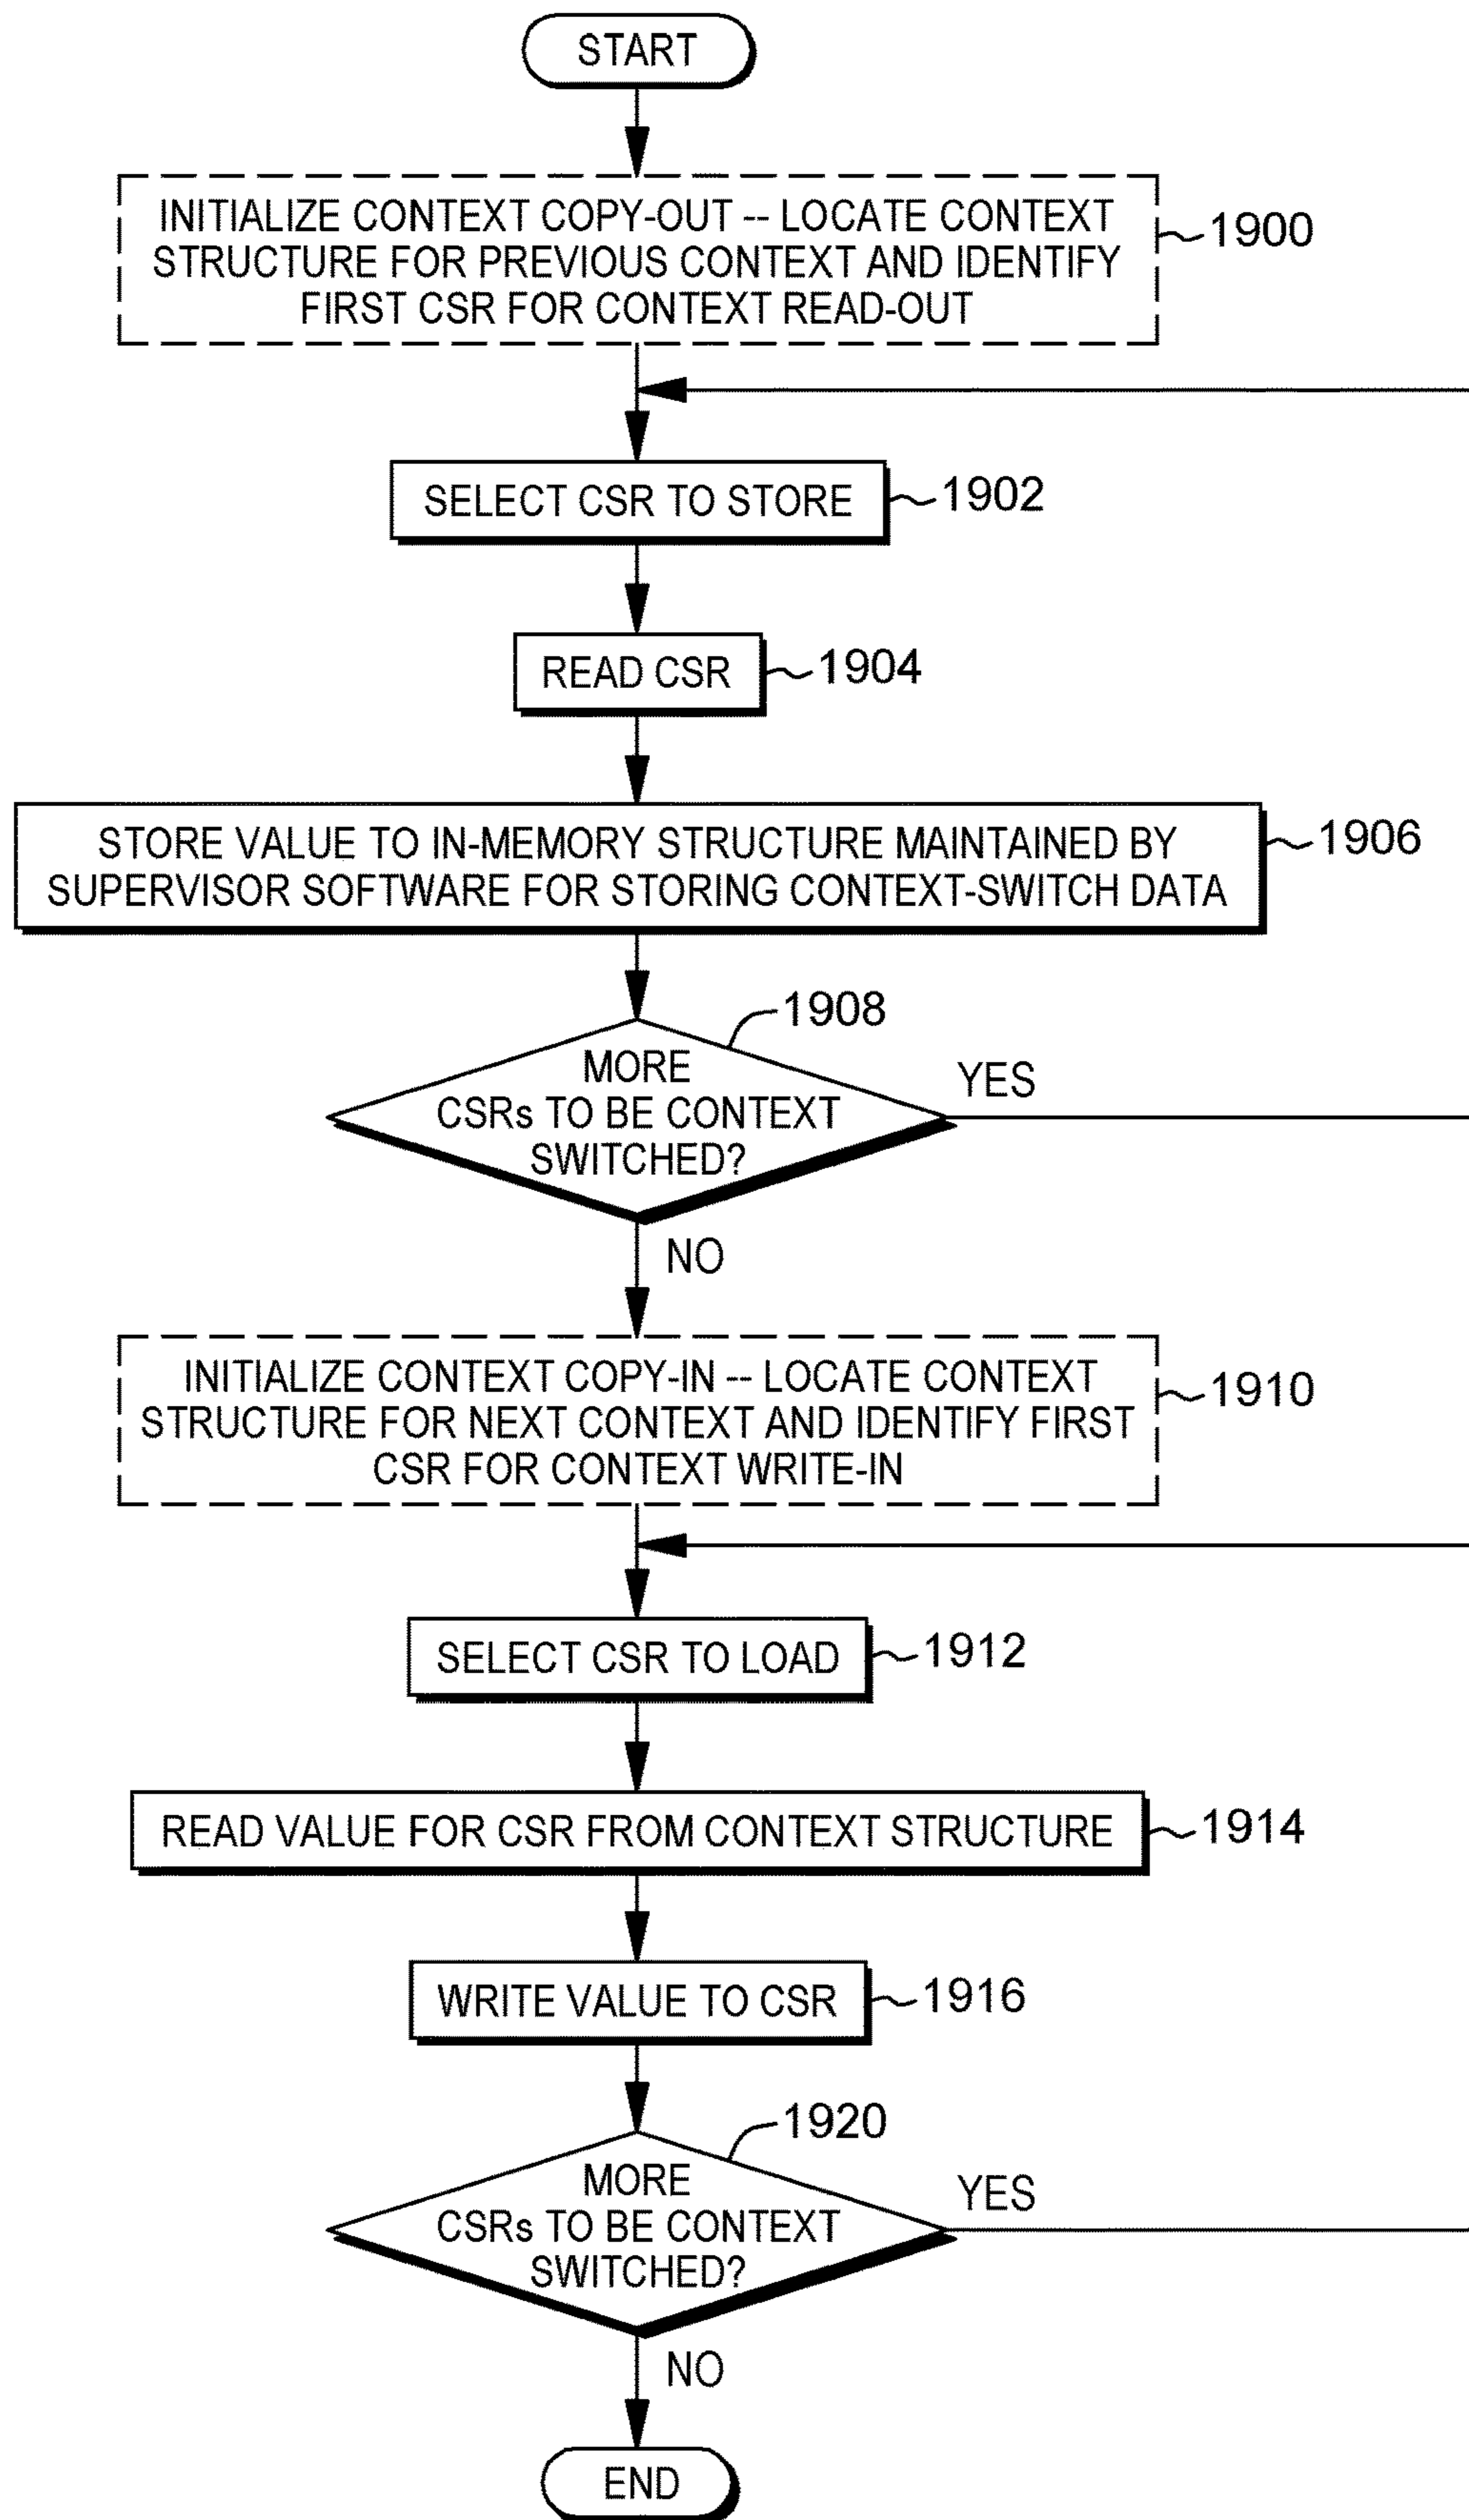 START
INITIALIZE CONTEXT COPY-OUT -- LOCATE CONTEXT
STRUCTURE FOR PREVIOUS CONTEXT AND IDENTIFY
FIRST CSR FOR CONTEXT READ-OUT
1900
SELECT CSR TO STORE
1902
READ CSR
1904
STORE VALUE TO IN-MEMORY STRUCTURE MAINTAINED BY
SUPERVISOR SOFTWARE FOR STORING CONTEXT-SWITCH DATA
1906
1908
MORE
CSRs TO BE CONTEXT
SWITCHED?
YES
NO
INITIALIZE CONTEXT COPY-IN -- LOCATE CONTEXT
STRUCTURE FOR NEXT CONTEXT AND IDENTIFY FIRST
CSR FOR CONTEXT WRITE-IN
1910
SELECT CSR TO LOAD
1912
READ VALUE FOR CSR FROM CONTEXT STRUCTURE
1914
WRITE VALUE TO CSR
1916
1920
MORE
CSRs TO BE CONTEXT
SWITCHED?
YES
NO
END